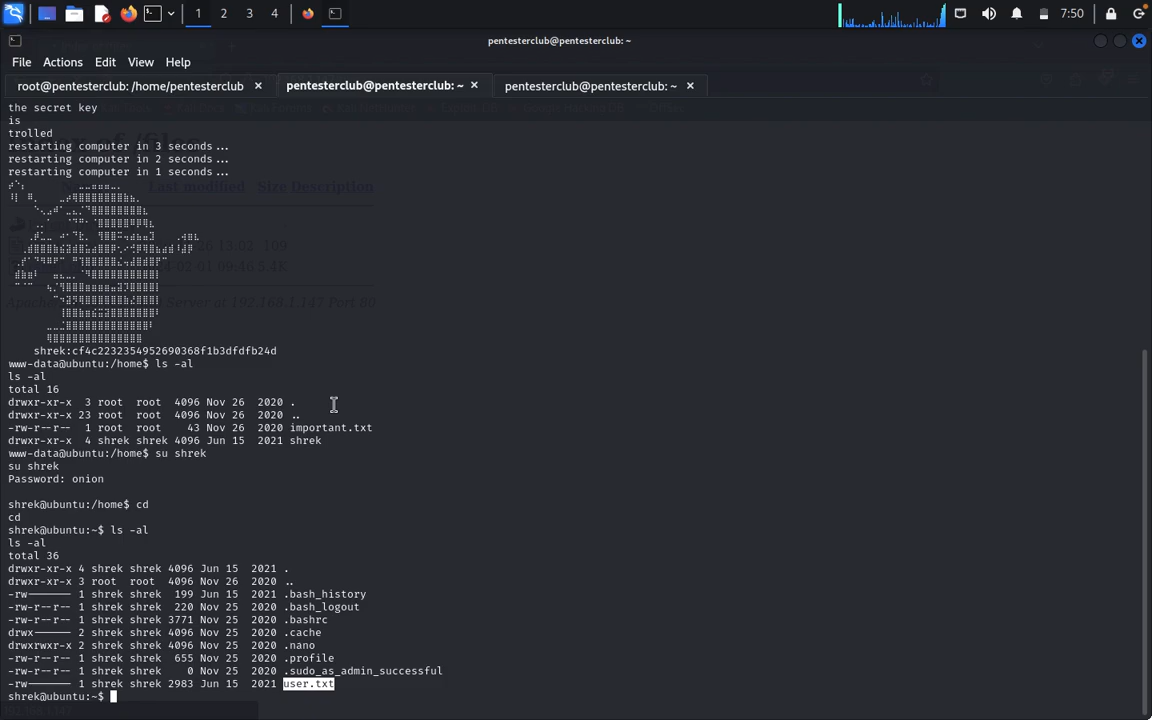 1 2 3 4 7:50
pentesterclub@pentesterclub: ~
File Actions Edit View Help
root@pentesterclub: /home/pentesterclub × pentesterclub@pentesterclub: ~ × pentesterclub@pentesterclub: ~ ×
the secret key
is
trolled
restarting computer in 3 seconds...
restarting computer in 2 seconds...
restarting computer in 1 seconds...
Last modified Size Description
shrek:cf4c2232354952690368f1b3dfdfb24d
www-data@ubuntu:/home$ ls -al
ls -al
total 16
drwxr-xr-x 3 root root 4096 Nov 26 2020 .
drwxr-xr-x 23 root root 4096 Nov 26 2020 ..
-rw-r--r-- 1 root root 43 Nov 26 2020 important.txt
drwxr-xr-x 4 shrek shrek 4096 Jun 15 2021 shrek
www-data@ubuntu:/home$ su shrek
su shrek
Password: onion
shrek@ubuntu:/home$ cd
cd
shrek@ubuntu:~$ ls -al
ls -al
total 36
drwxr-xr-x 4 shrek shrek 4096 Jun 15 2021 .
drwxr-xr-x 3 root root 4096 Nov 26 2020 ..
-rw------- 1 shrek shrek 199 Jun 15 2021 .bash_history
-rw-r--r-- 1 shrek shrek 220 Nov 25 2020 .bash_logout
-rw-r--r-- 1 shrek shrek 3771 Nov 25 2020 .bashrc
drwx------ 2 shrek shrek 4096 Nov 25 2020 .cache
drwxrwxr-x 2 shrek shrek 4096 Nov 25 2020 .nano
-rw-r--r-- 1 shrek shrek 655 Nov 25 2020 .profile
-rw-r--r-- 1 shrek shrek 0 Nov 25 2020 .sudo_as_admin_successful
-rw------- 1 shrek shrek 2983 Jun 15 2021 user.txt
shrek@ubuntu:~$